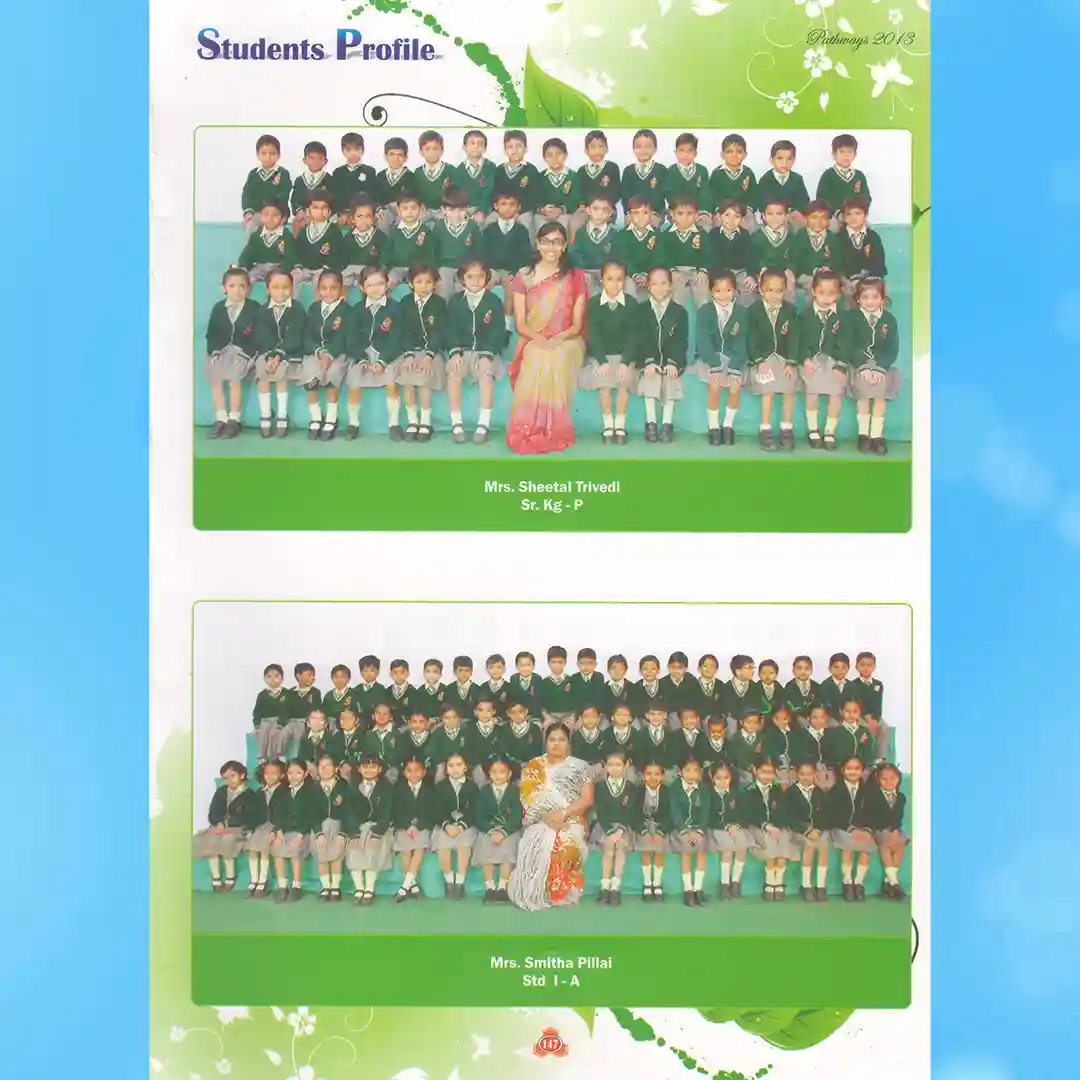 Students Profile
Pathways 2013
Mrs. Sheetal Trivedi
Sr. Kg - P
Mrs. Smitha Pillai
Std I - A
147